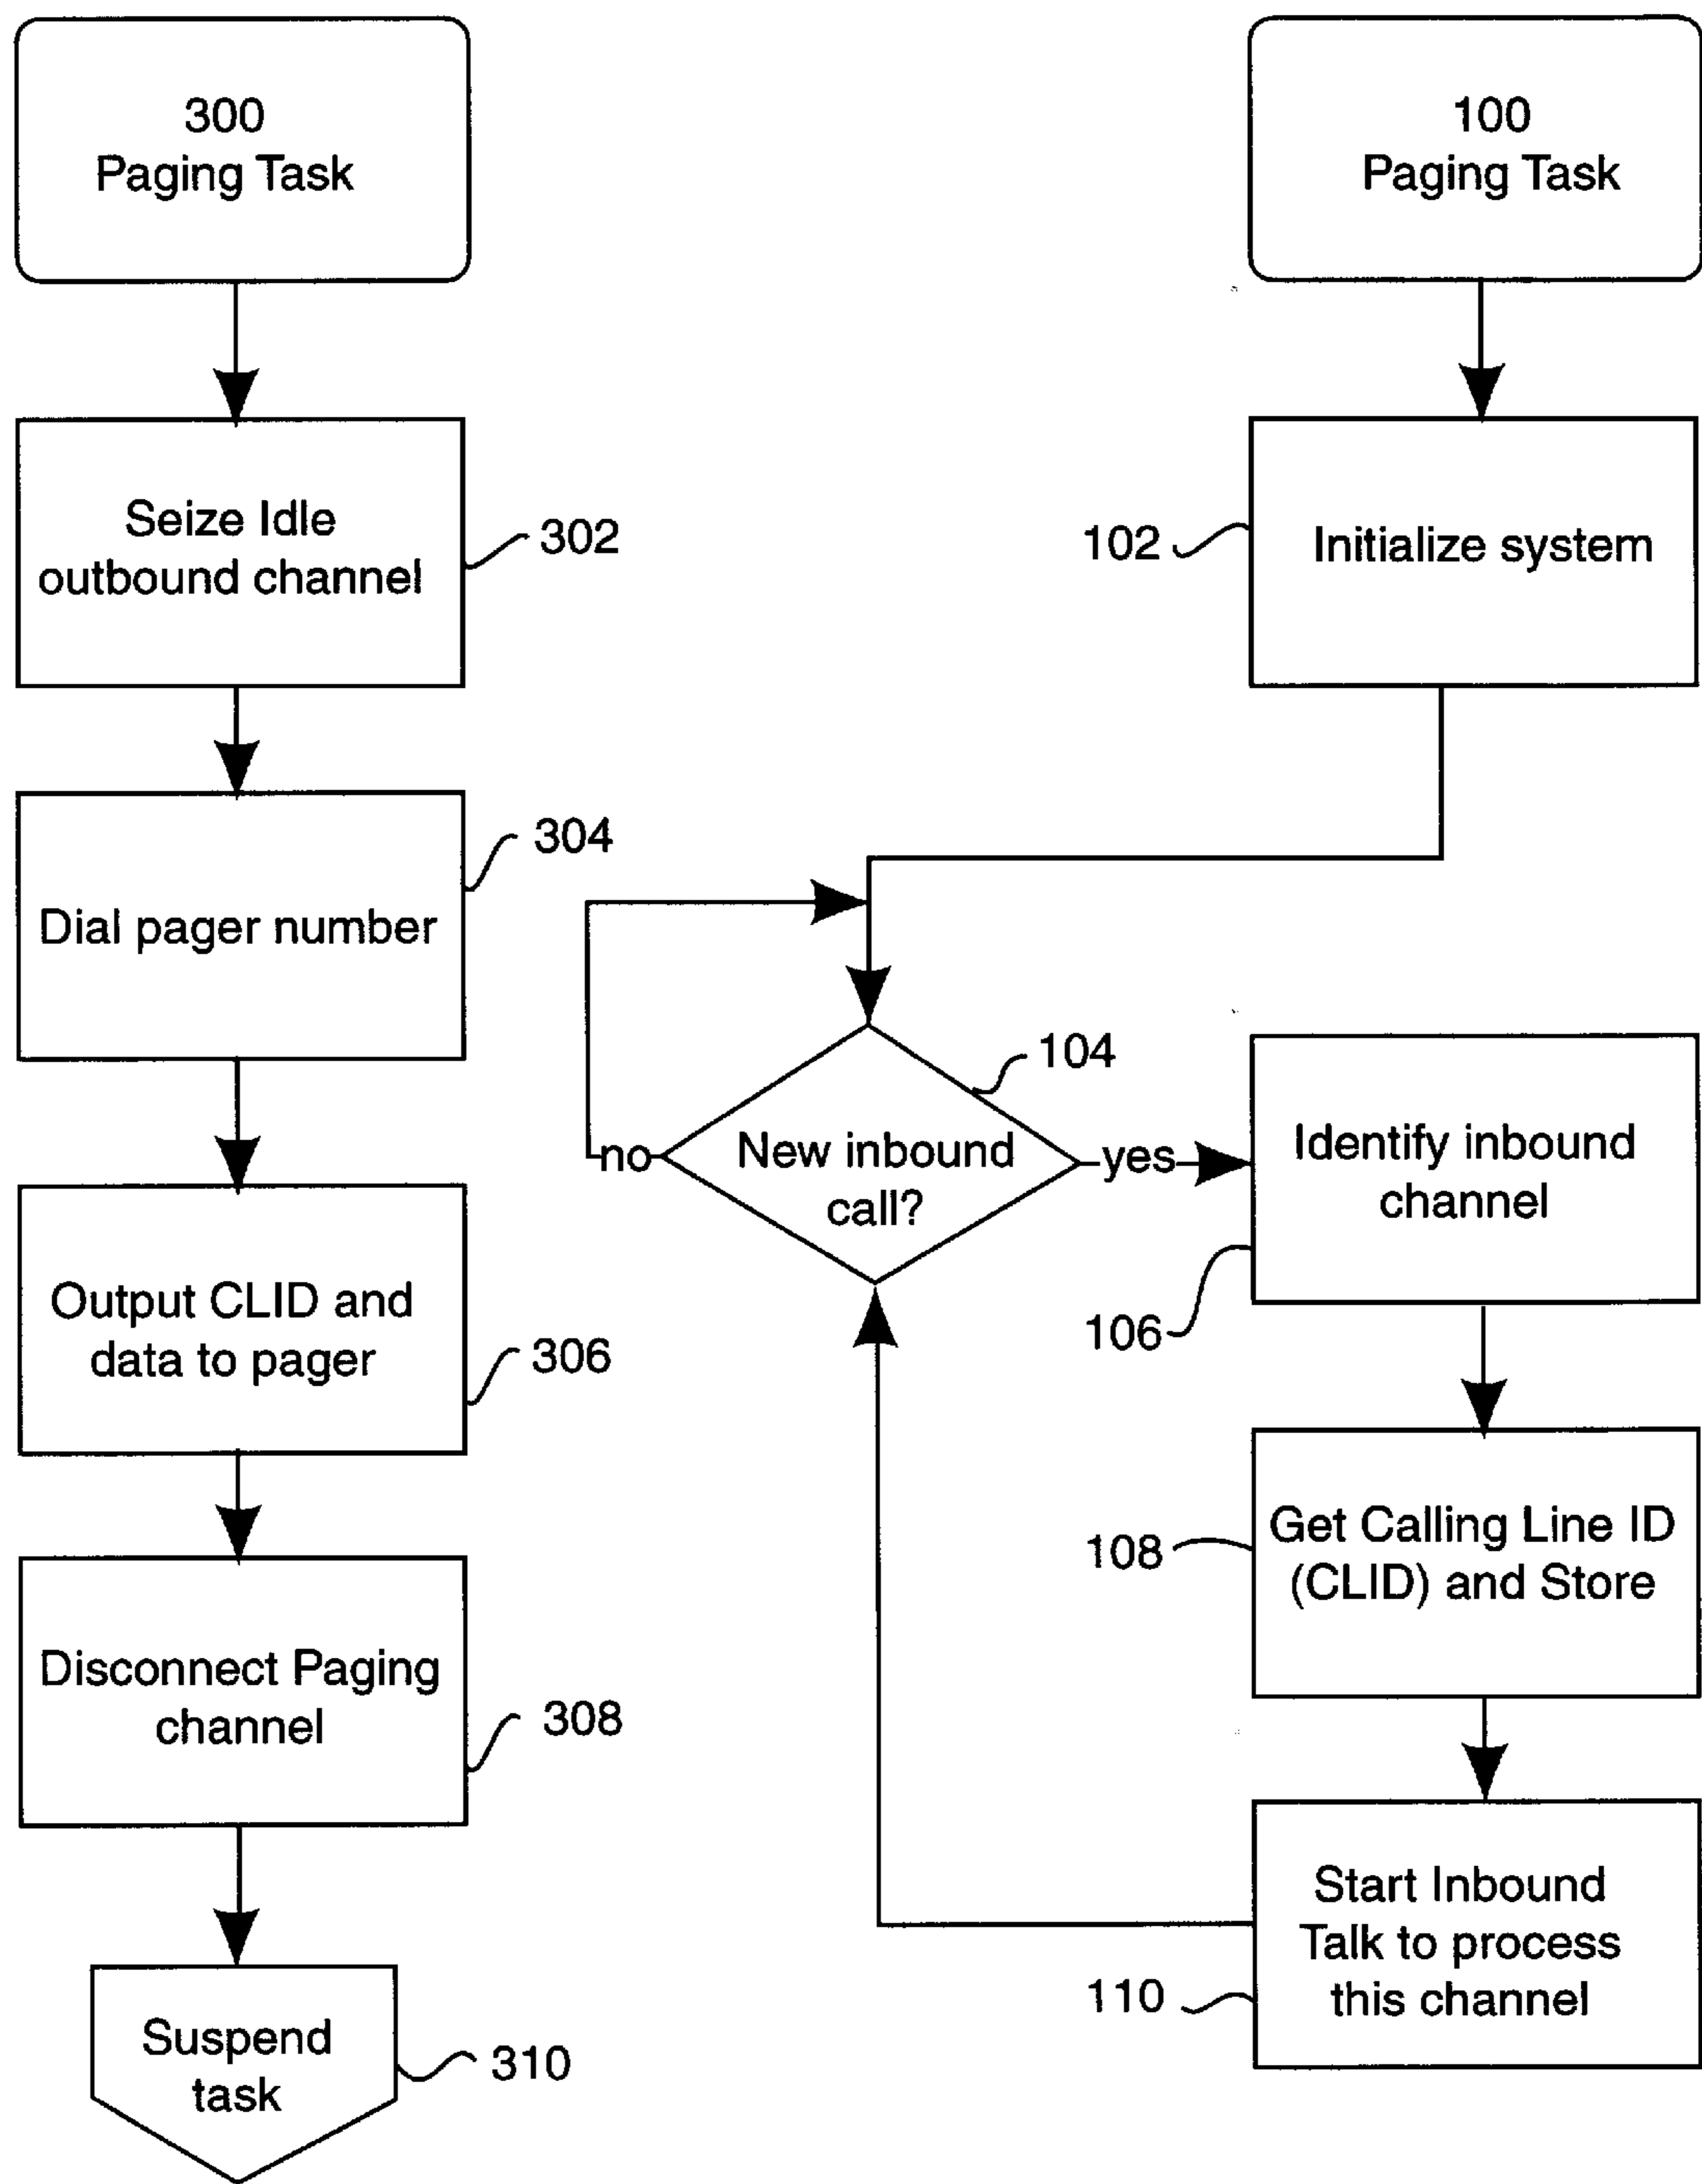 300
Paging Task
Seize Idle
outbound channel
302
Dial pager number
304
Output CLID and
data to pager
306
Disconnect Paging
channel
308
Suspend
task
310
100
Paging Task
102
Initialize system
104
New inbound
call?
no
yes
Identify inbound
channel
106
108
Get Calling Line ID
(CLID) and Store
Start Inbound
Talk to process
this channel
110